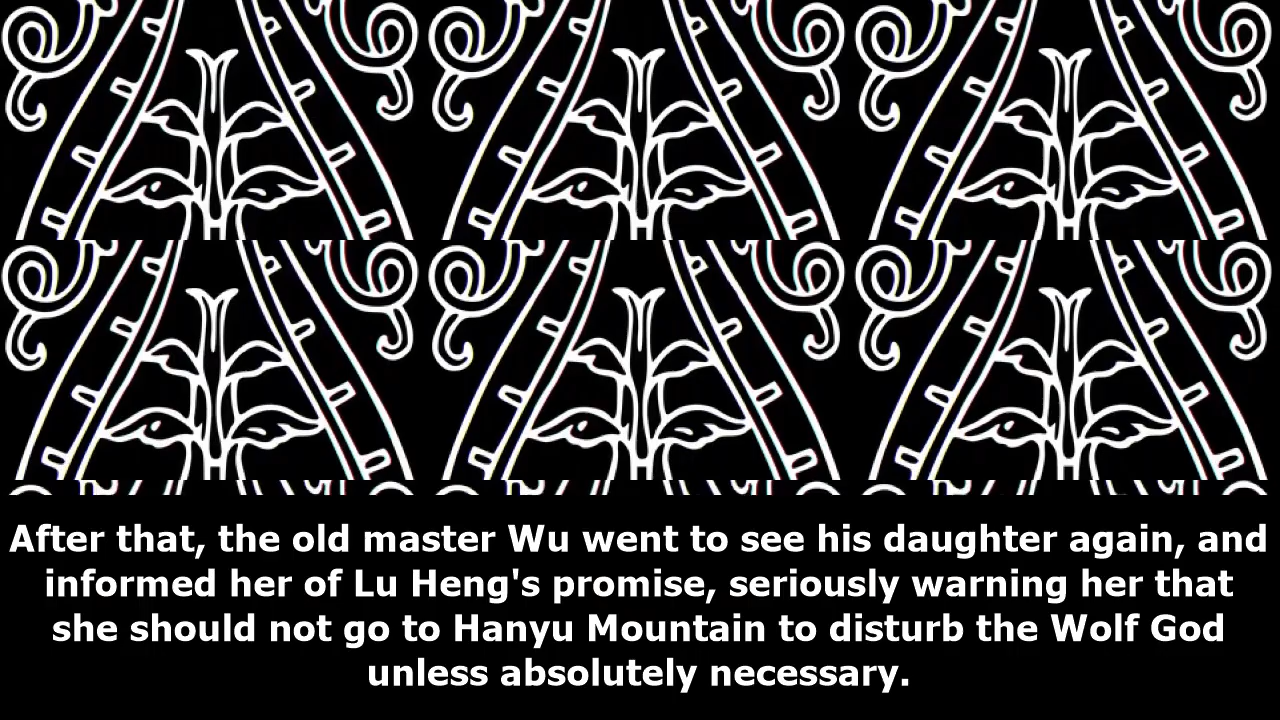 After that, the old master Wu went to see his daughter again, and
informed her of Lu Heng's promise, seriously warning her that
she should not go to Hanyu Mountain to disturb the Wolf God
unless absolutely necessary.